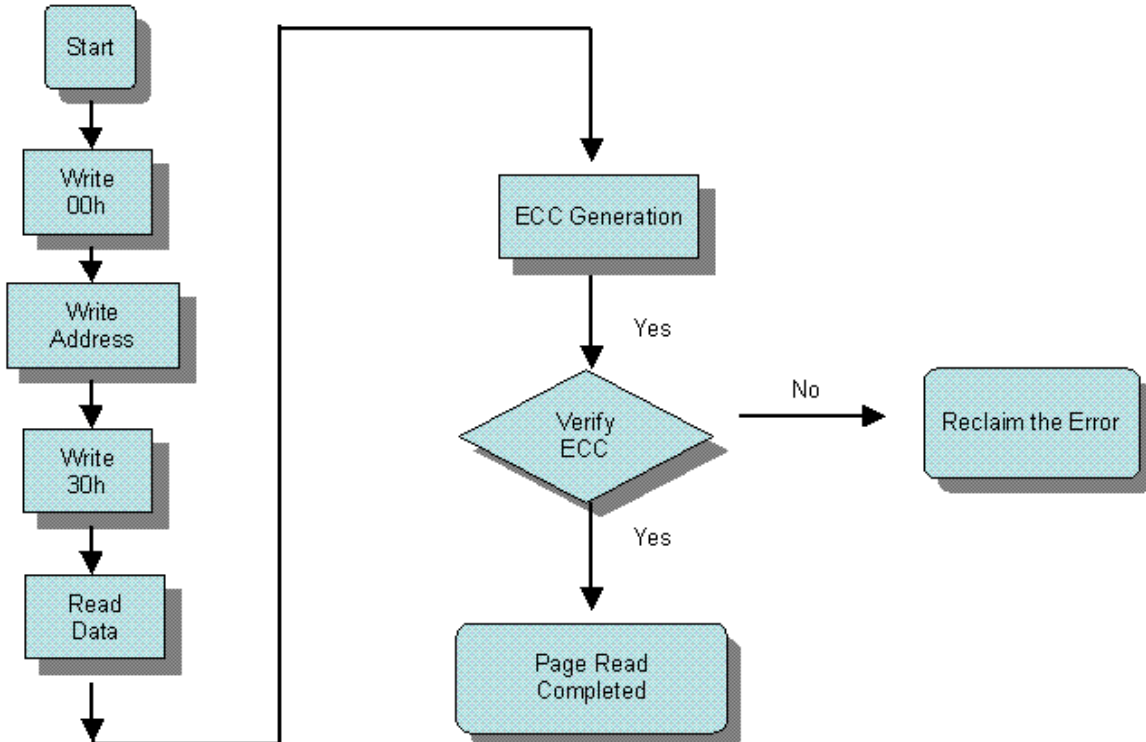 Start
Write
00h
Write
Address
Write
30h
Read
Data
ECC Generation
Yes
Verify
ECC
No
Reclaim the Error
Yes
Page Read
Completed